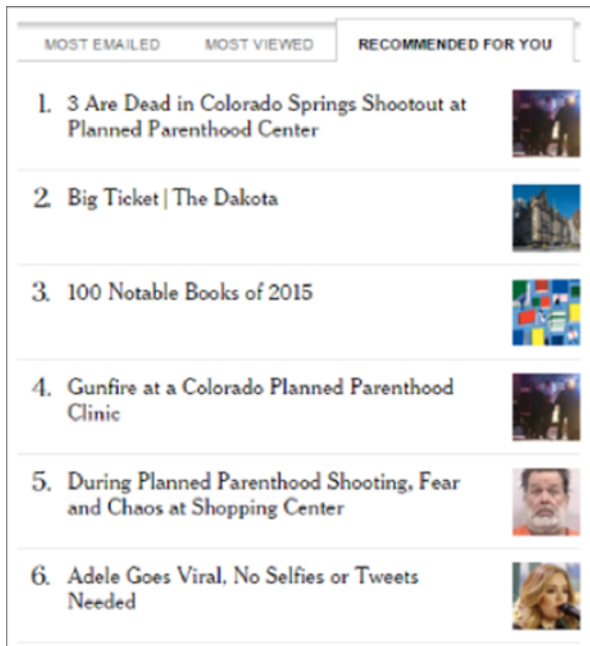 MOST EMAILED MOST VIEWED RECOMMENDED FOR YOU
1. 3 Are Dead in Colorado Springs Shootout at
Planned Parenthood Center
2. Big Ticket | The Dakota
3. 100 Notable Books of 2015
4. Gunfire at a Colorado Planned Parenthood
Clinic
5. During Planned Parenthood Shooting, Fear
and Chaos at Shopping Center
6. Adele Goes Viral, No Selfies or Tweets
Needed